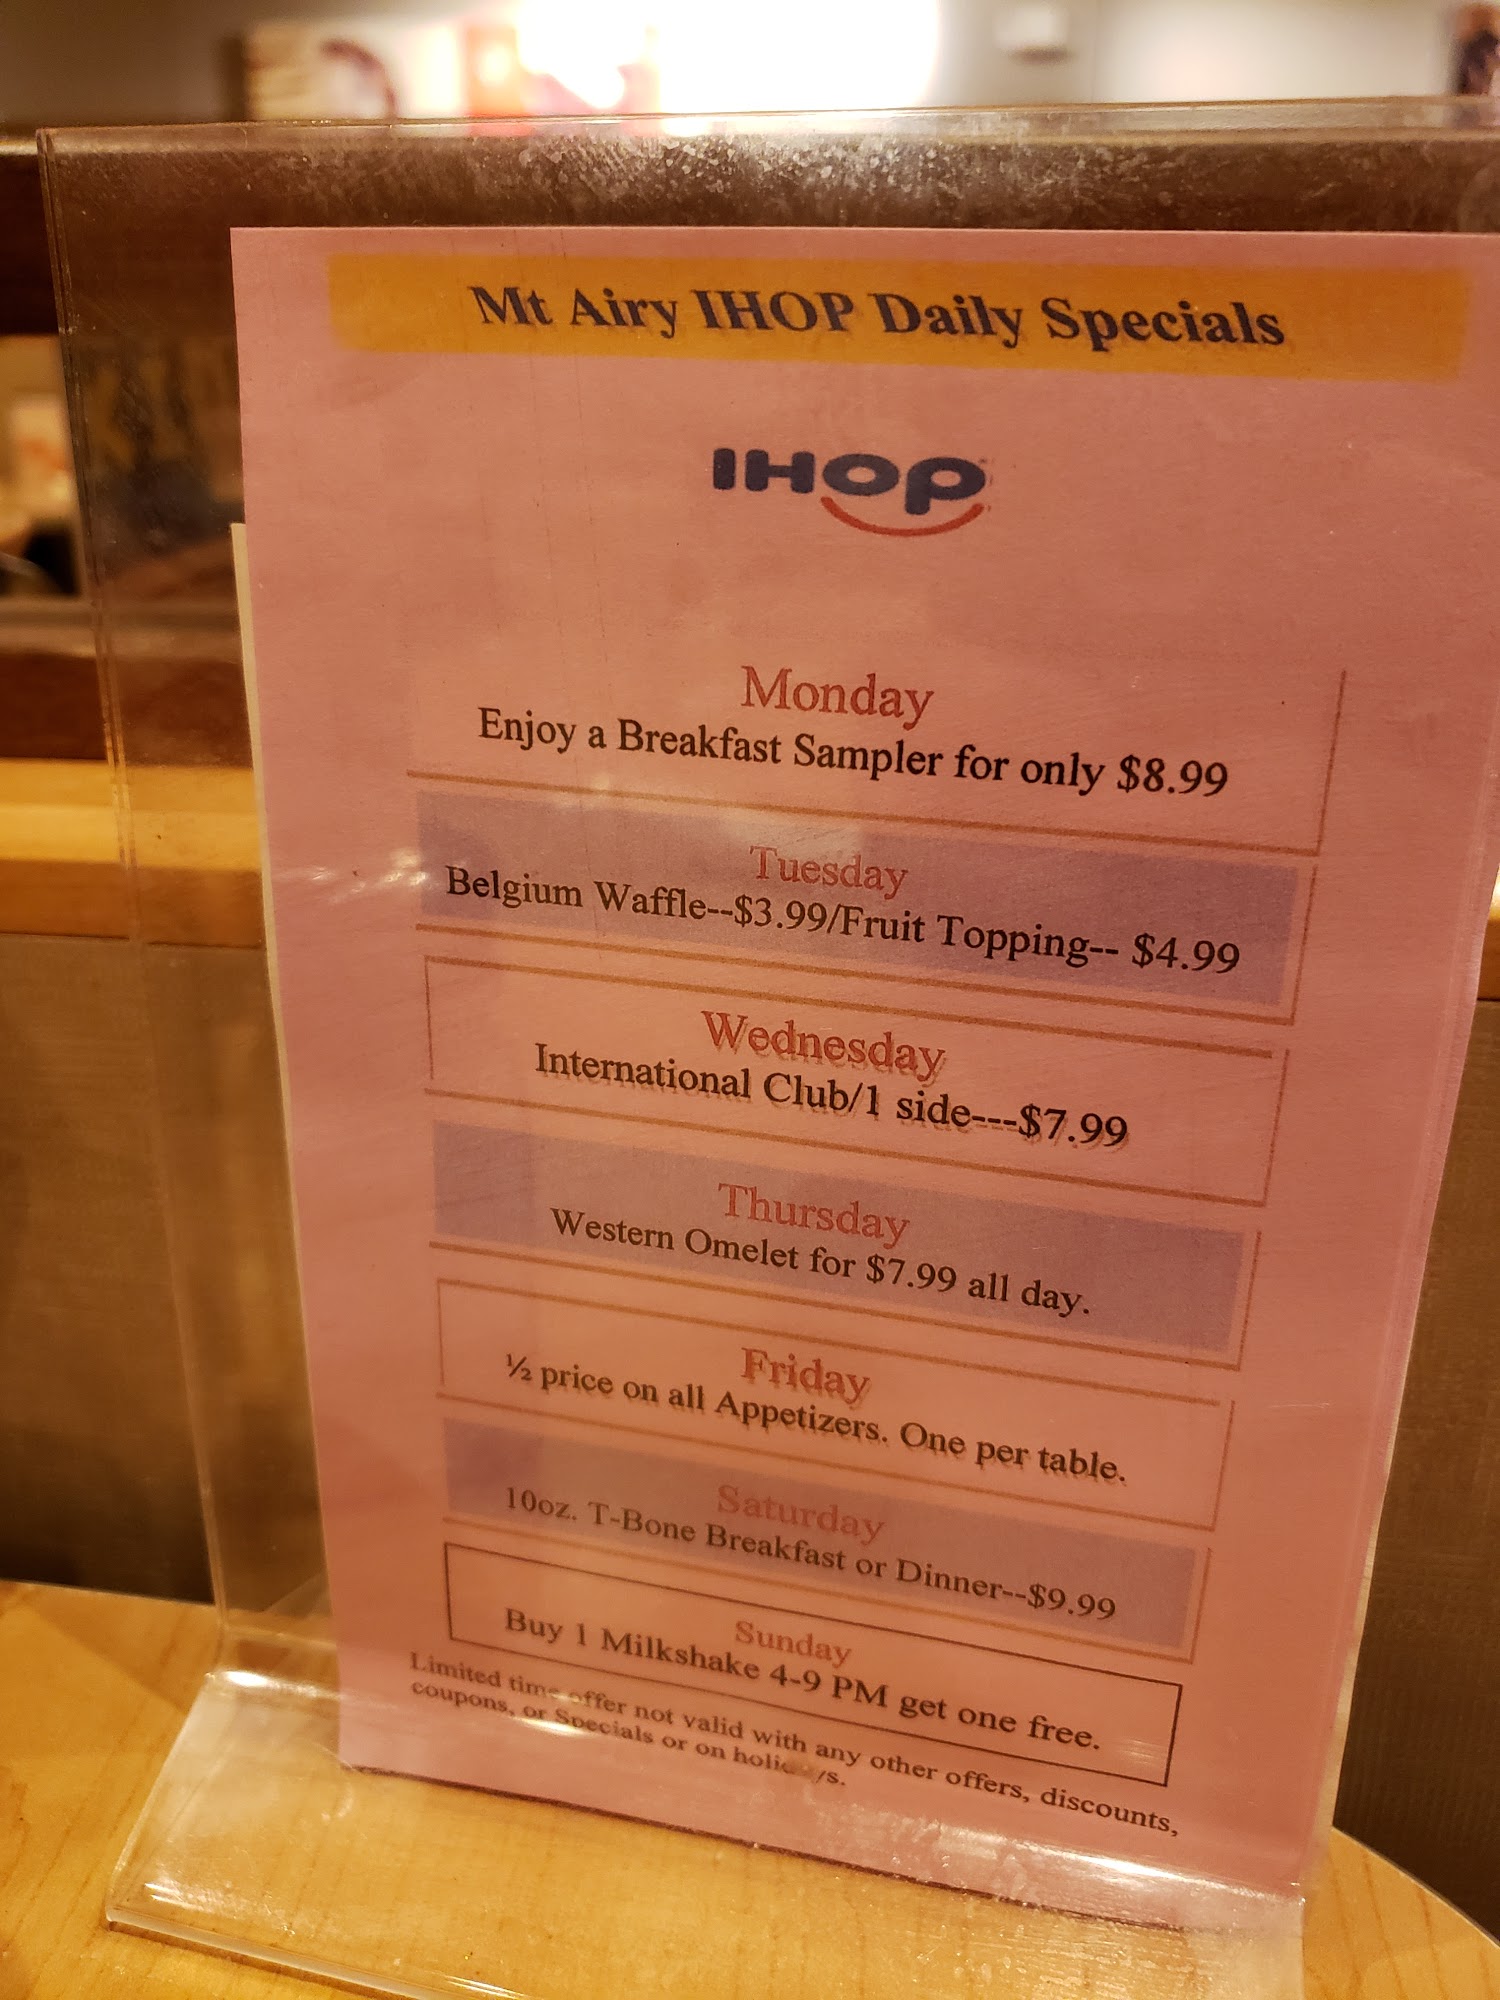 Mt Airy IHOP Daily Specials
IHOP
Monday
Enjoy a Breakfast Sampler for only $8.99
Tuesday
Belgium Waffle--$3.99/Fruit Topping-- $4.99
Wednesday
International Club/1 side---$7.99
Thursday
Western Omelet for $7.99 all day.
Friday
½ price on all Appetizers. One per table.
Saturday
10oz. T-Bone Breakfast or Dinner--$9.99
Sunday
Buy 1 Milkshake 4-9 PM get one free.
Limited time offer not valid with any other offers, discounts,
coupons, or Specials or on holidays.